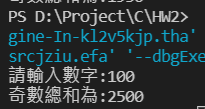 PS D:\Project\C\HW2>
gine-In-kl2v5kjp.tha'
srcjziu.efa' '--dbgExe
請輸入數字:100
奇數總和為:2500